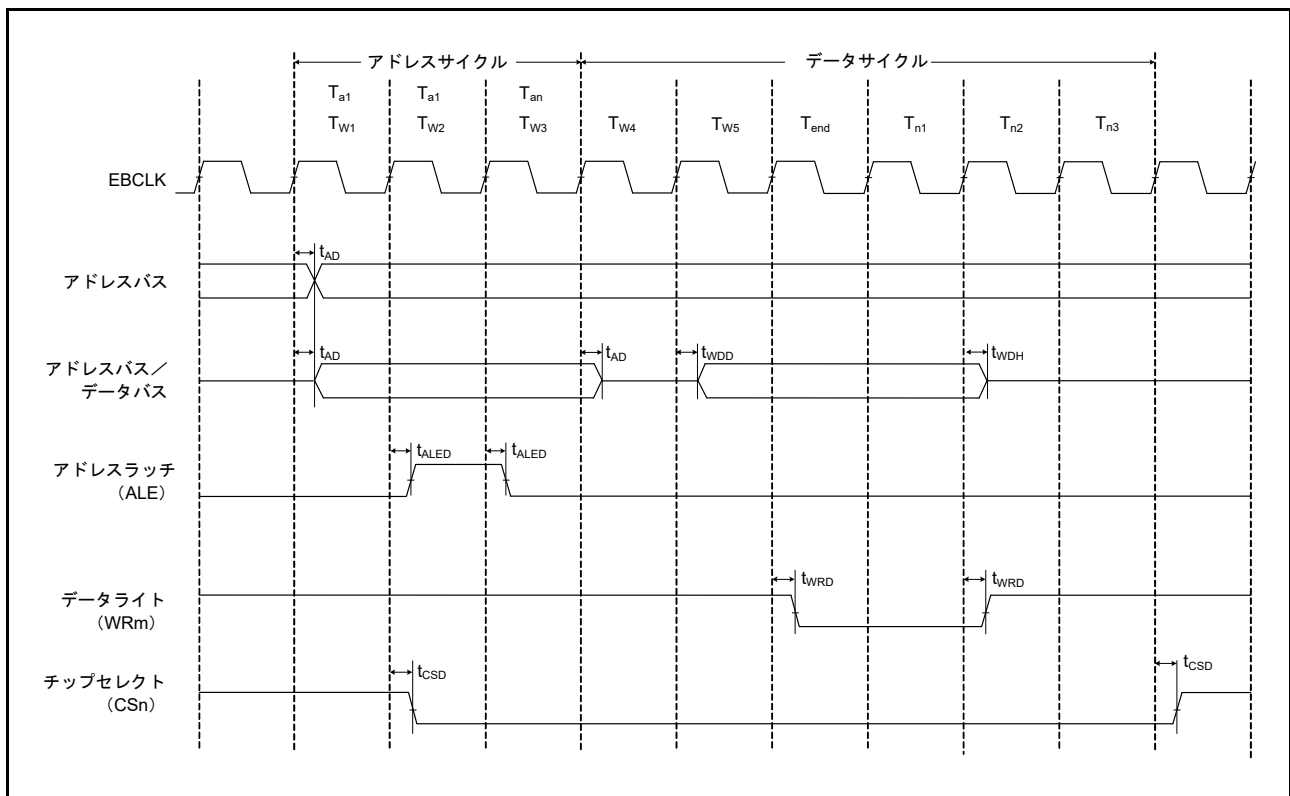 アドレスサイクル
データサイクル
Ta1 Ta1 Tan
TW1 TW2 TW3 TW4 TW5 Tend Tn1 Tn2 Tn3
EBCLK
tAD
アドレスバス
tAD tAD tWDD tWDH
アドレスバス／
データバス
tALED tALED
アドレスラッチ
（ALE）
tWRD tWRD
データライト
（WRm）
tCSD tCSD
チップセレクト
（CSn）